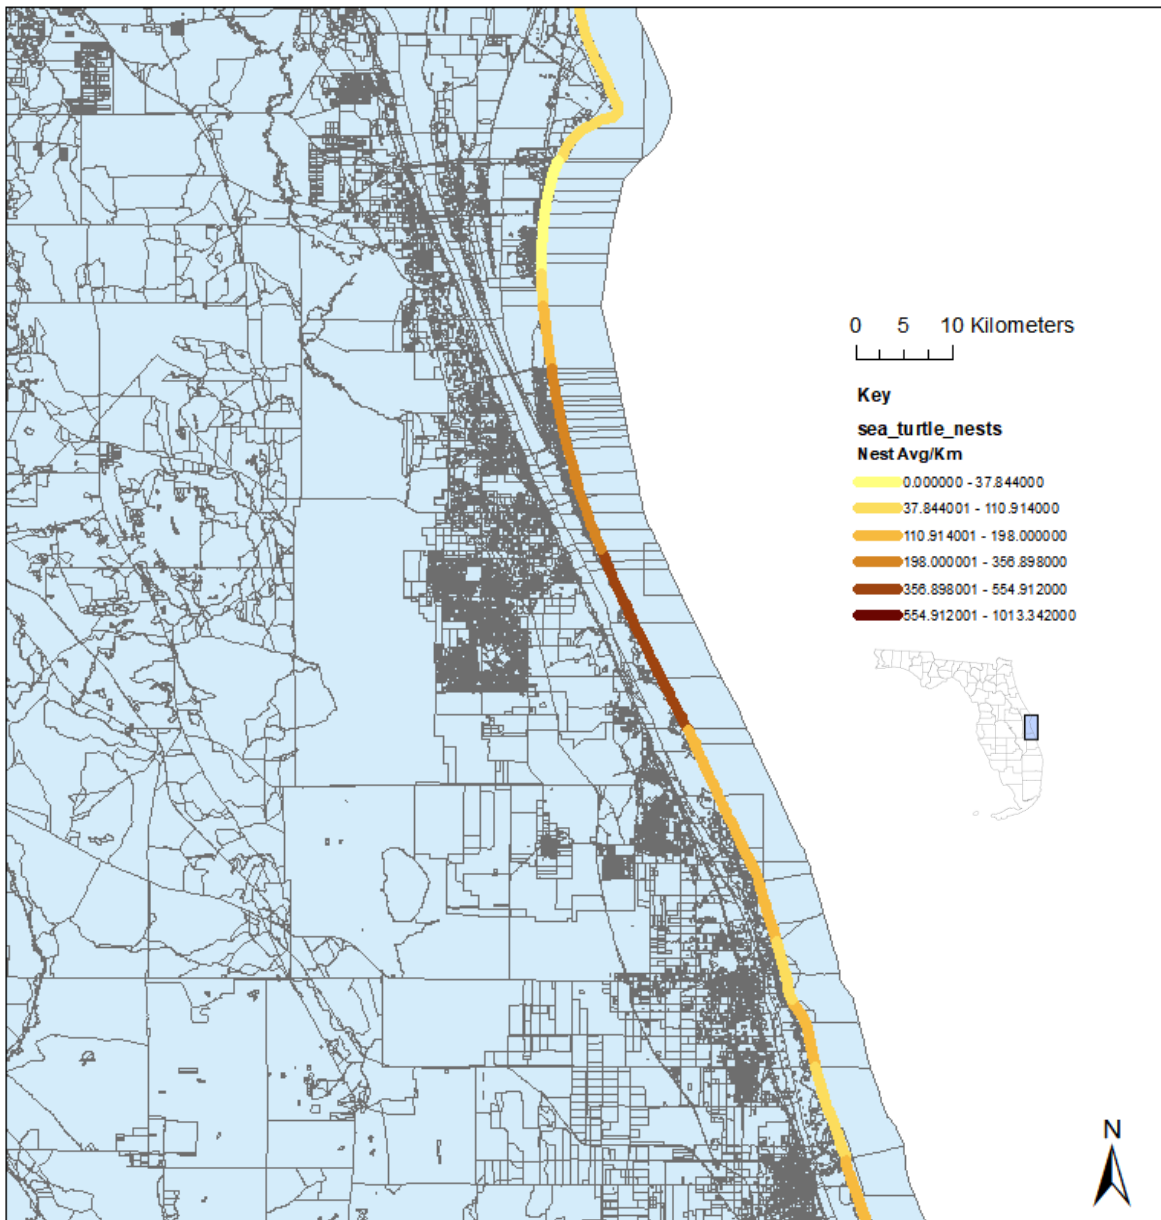 0 5 10 Kilometers
Key
sea_turtle_nests
Nest Avg/Km
0.000000 - 37.844000
37.844001 - 110.914000
110.914001 - 198.000000
198.000001 - 356.898000
356.898001 - 554.912000
554.912001 - 1013.342000
N